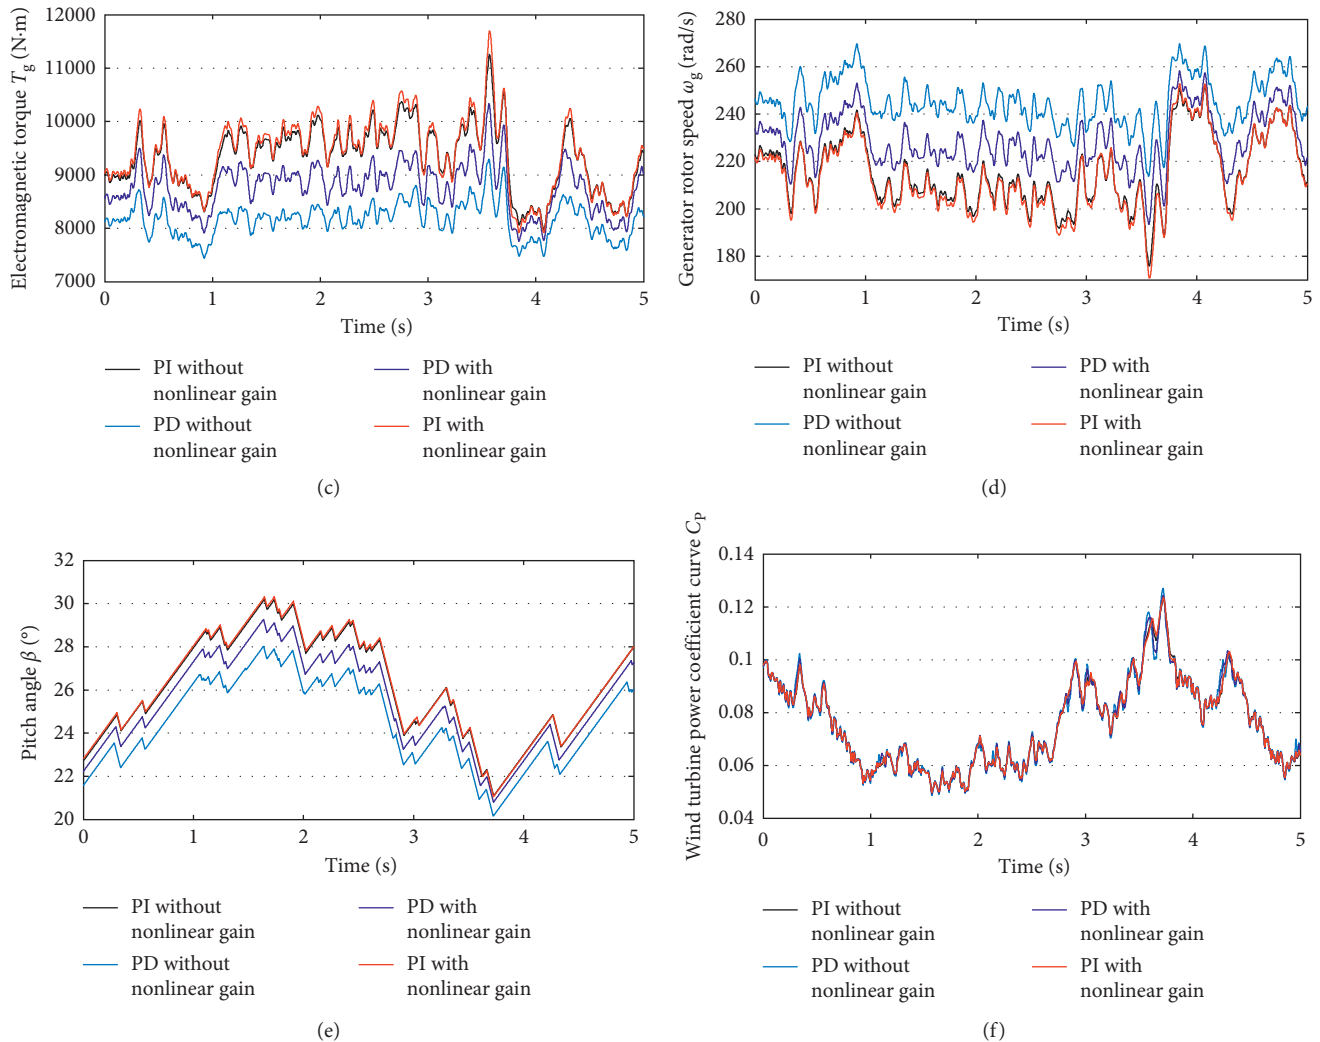 Electromagnetic torque Tg (N·m)
12000
11000
10000
9000
8000
7000
0 1 2 3 4 5
Time (s)
PI without nonlinear gain
PD with nonlinear gain
PD without nonlinear gain
PI with nonlinear gain
(c)
Generator rotor speed ωg (rad/s)
260
240
220
200
180
0 1 2 3 4 5
Time (s)
PI without nonlinear gain
PD with nonlinear gain
PD without nonlinear gain
PI with nonlinear gain
(d)
Pitch angle β (°)
32
30
28
26
24
22
20
0 1 2 3 4 5
Time (s)
PI without nonlinear gain
PD with nonlinear gain
PD without nonlinear gain
PI with nonlinear gain
(e)
Wind turbine power coefficient curve CP
0.14
0.12
0.1
0.08
0.06
0.04
0 1 2 3 4 5
Time (s)
PI without nonlinear gain
PD with nonlinear gain
PD without nonlinear gain
PI with nonlinear gain
(f)